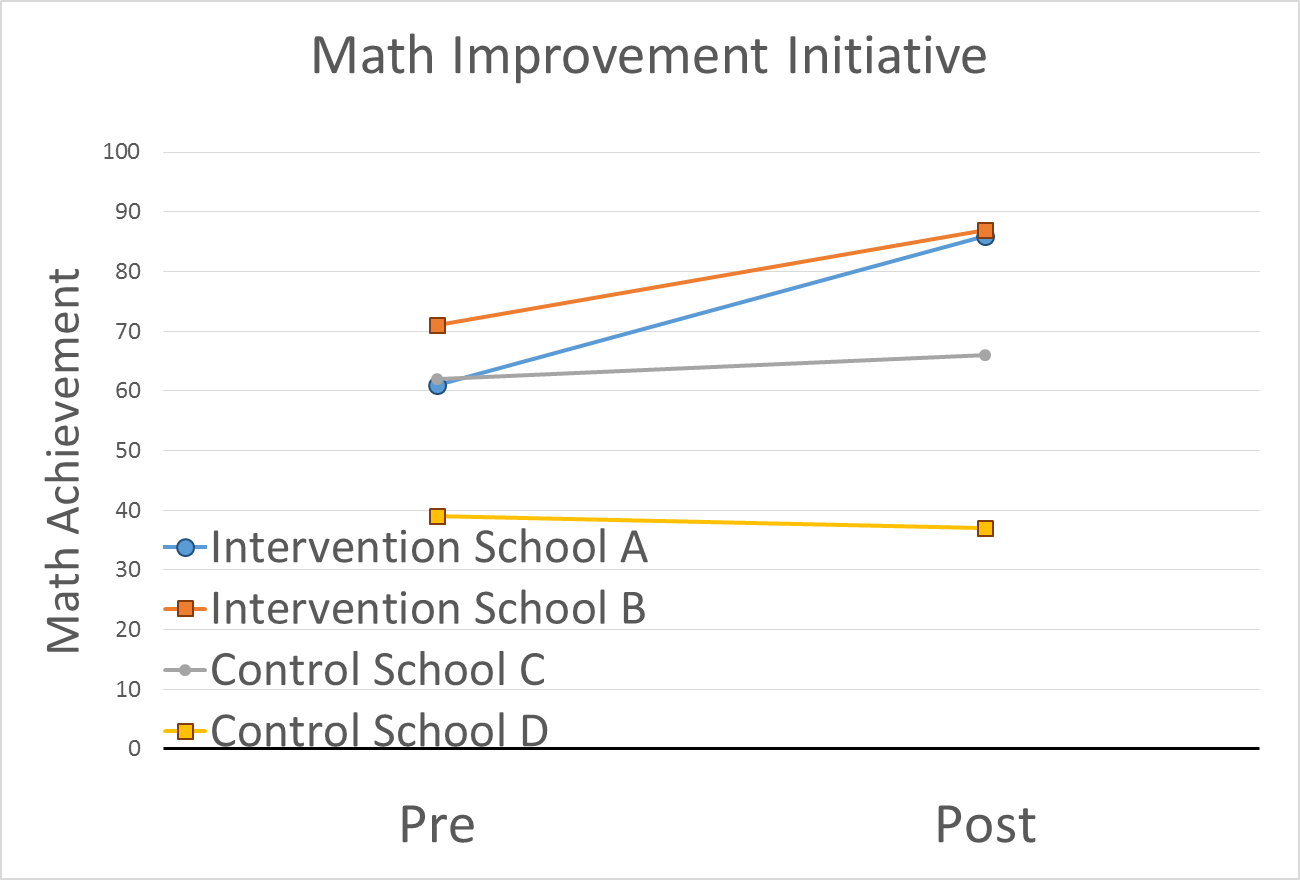 Math Improvement Initiative
Math Achievement
100
90
80
70
60
50
40
30
20
10
0
Intervention School A
Intervention School B
Control School C
Control School D
Pre
Post